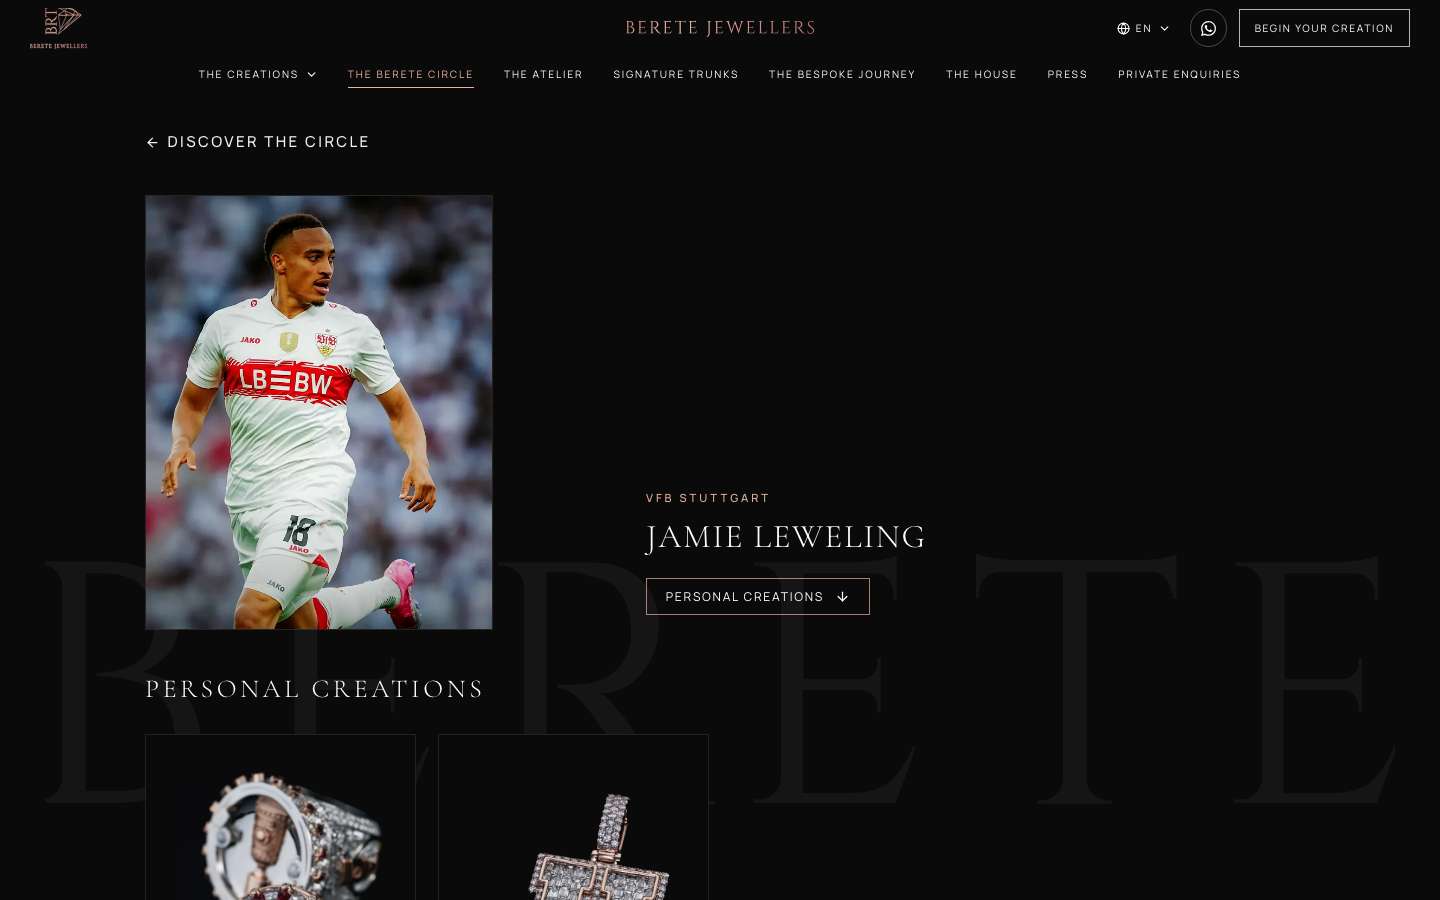 BRT
BERETE JEWELLERS
BERETE JEWELLERS
EN
BEGIN YOUR CREATION
THE CREATIONS
THE BERETE CIRCLE
THE ATELIER
SIGNATURE TRUNKS
THE BESPOKE JOURNEY
THE HOUSE
PRESS
PRIVATE ENQUIRIES
← DISCOVER THE CIRCLE
JAKO
VfB
LBBW
18
JAKO
JAKO
VFB STUTTGART
JAMIE LEWELING
PERSONAL CREATIONS ↓
BERETE
PERSONAL CREATIONS